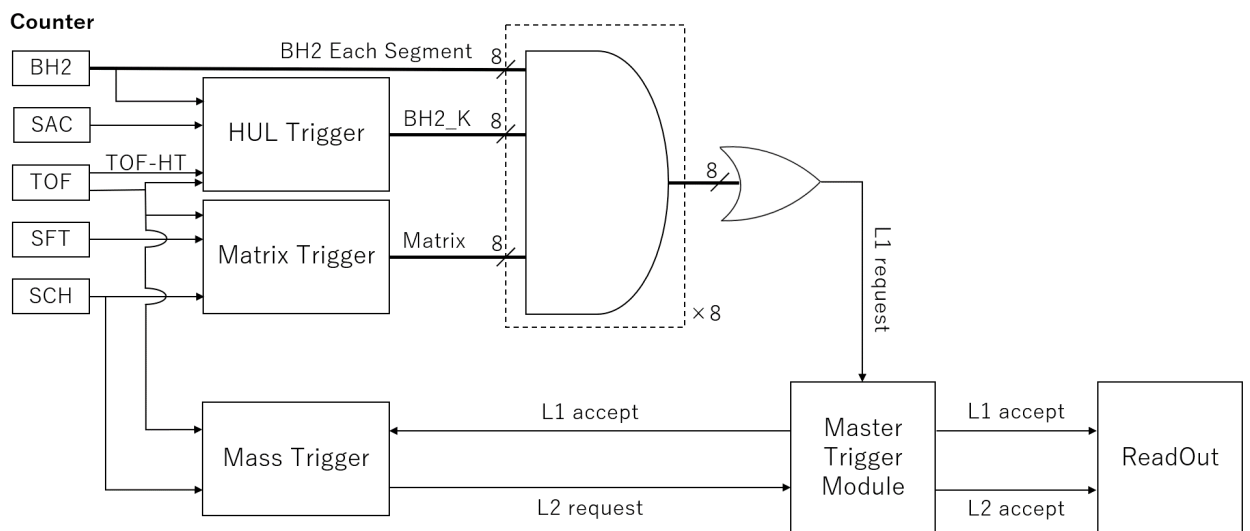 Counter
BH2
BH2 Each Segment
8
SAC
HUL Trigger
BH2_K
8
TOF-HT
TOF
8
SFT
Matrix Trigger
Matrix
8
SCH
×8
L1 request
Mass Trigger
L1 accept
L2 request
Master
Trigger
Module
L1 accept
L2 accept
ReadOut